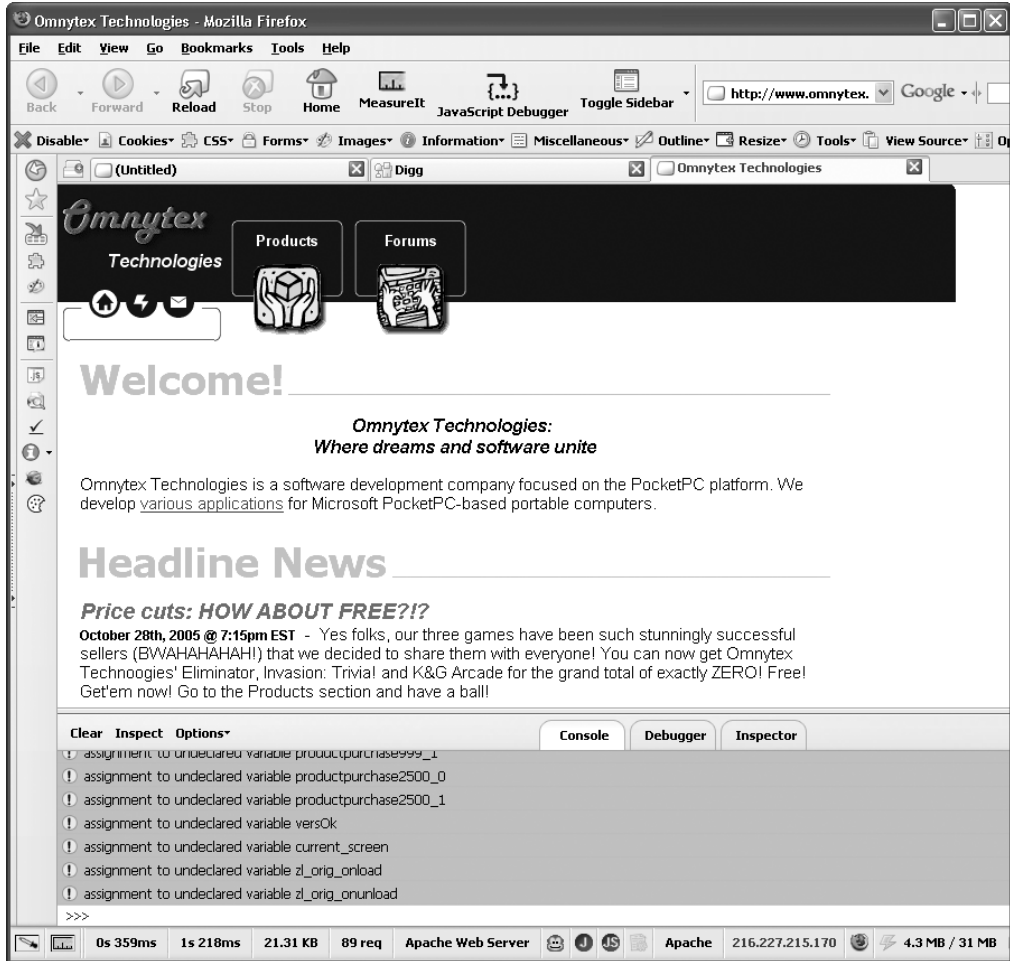 Omnytex Technologies - Mozilla Firefox
File Edit View Go Bookmarks Tools Help
Back Forward Reload Stop Home MeasureIt JavaScript Debugger Toggle Sidebar http://www.omnytex. Google
Disable Cookies CSS Forms Images Information Miscellaneous Outline Resize Tools View Source
(Untitled) Digg Omnytex Technologies
Omnytex
Technologies
Products Forums
Welcome!
Omnytex Technologies:
Where dreams and software unite
Omnytex Technologies is a software development company focused on the PocketPC platform. We
develop various applications for Microsoft PocketPC-based portable computers.
Headline News
Price cuts: HOW ABOUT FREE?!?
October 28th, 2005 @ 7:15pm EST - Yes folks, our three games have been such stunningly successful
sellers (BWAHAHAHAH!) that we decided to share them with everyone! You can now get Omnytex
Technoogies' Eliminator, Invasion: Trivia! and K&G Arcade for the grand total of exactly ZERO! Free!
Get'em now! Go to the Products section and have a ball!
Clear Inspect Options Console Debugger Inspector
assignment to undeclared variable productpurchase999_1
assignment to undeclared variable productpurchase2500_0
assignment to undeclared variable productpurchase2500_1
assignment to undeclared variable versOk
assignment to undeclared variable current_screen
assignment to undeclared variable zl_orig_onload
assignment to undeclared variable zl_orig_onunload
>>>
0s 359ms 1s 218ms 21.31 KB 89 req Apache Web Server J JS Apache 216.227.215.170 4.3 MB / 31 MB